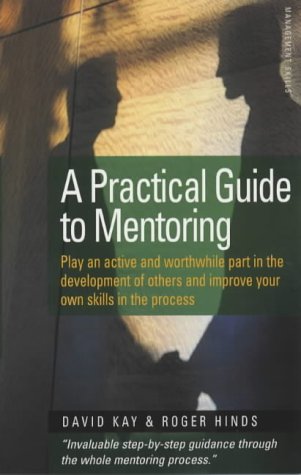 MANAGEMENT SKILLS
A Practical Guide
to Mentoring
Play an active and worthwhile part in the
development of others and improve your
own skills in the process
DAVID KAY & ROGER HINDS
"Invaluable step-by-step guidance through
the whole mentoring process."